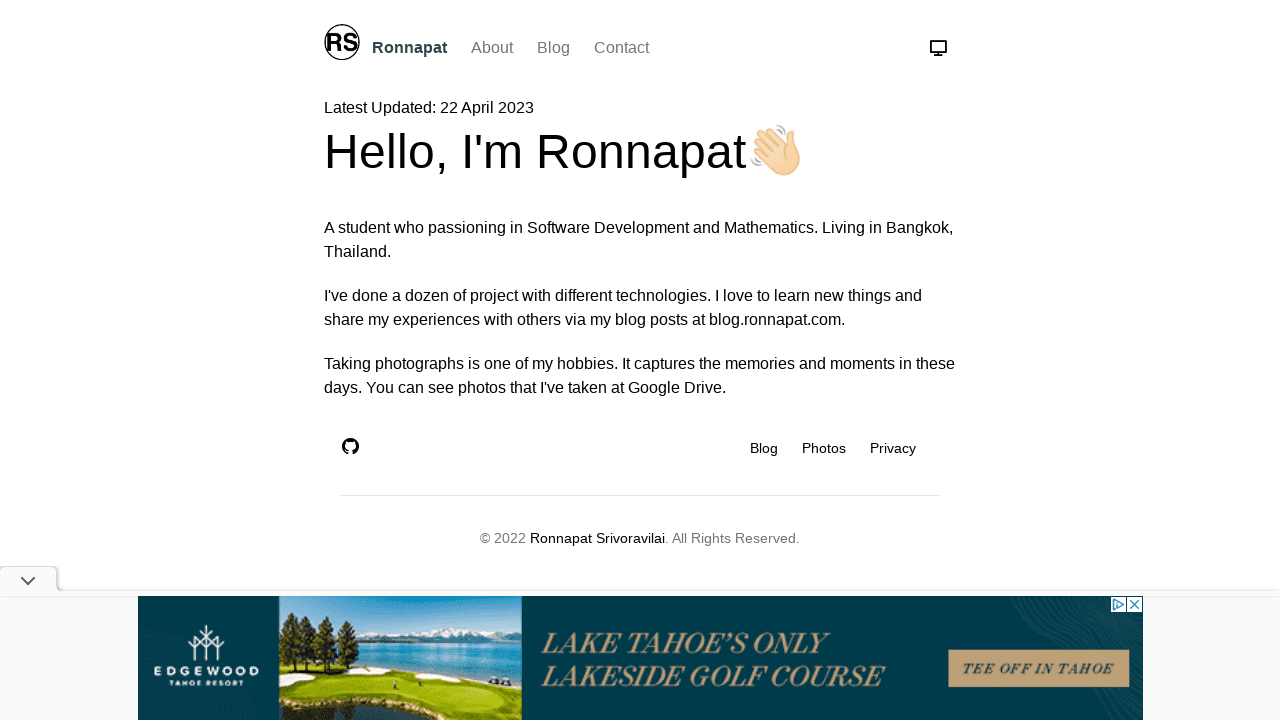 RS Ronnapat About Blog Contact
Latest Updated: 22 April 2023
Hello, I'm Ronnapat👋🏼
A student who passioning in Software Development and Mathematics. Living in Bangkok,
Thailand.
I've done a dozen of project with different technologies. I love to learn new things and
share my experiences with others via my blog posts at blog.ronnapat.com.
Taking photographs is one of my hobbies. It captures the memories and moments in these
days. You can see photos that I've taken at Google Drive.
Blog Photos Privacy
© 2022 Ronnapat Srivoravilai. All Rights Reserved.
EDGEWOOD
TAHOE RESORT
LAKE TAHOE'S ONLY
LAKESIDE GOLF COURSE
TEE OFF IN TAHOE